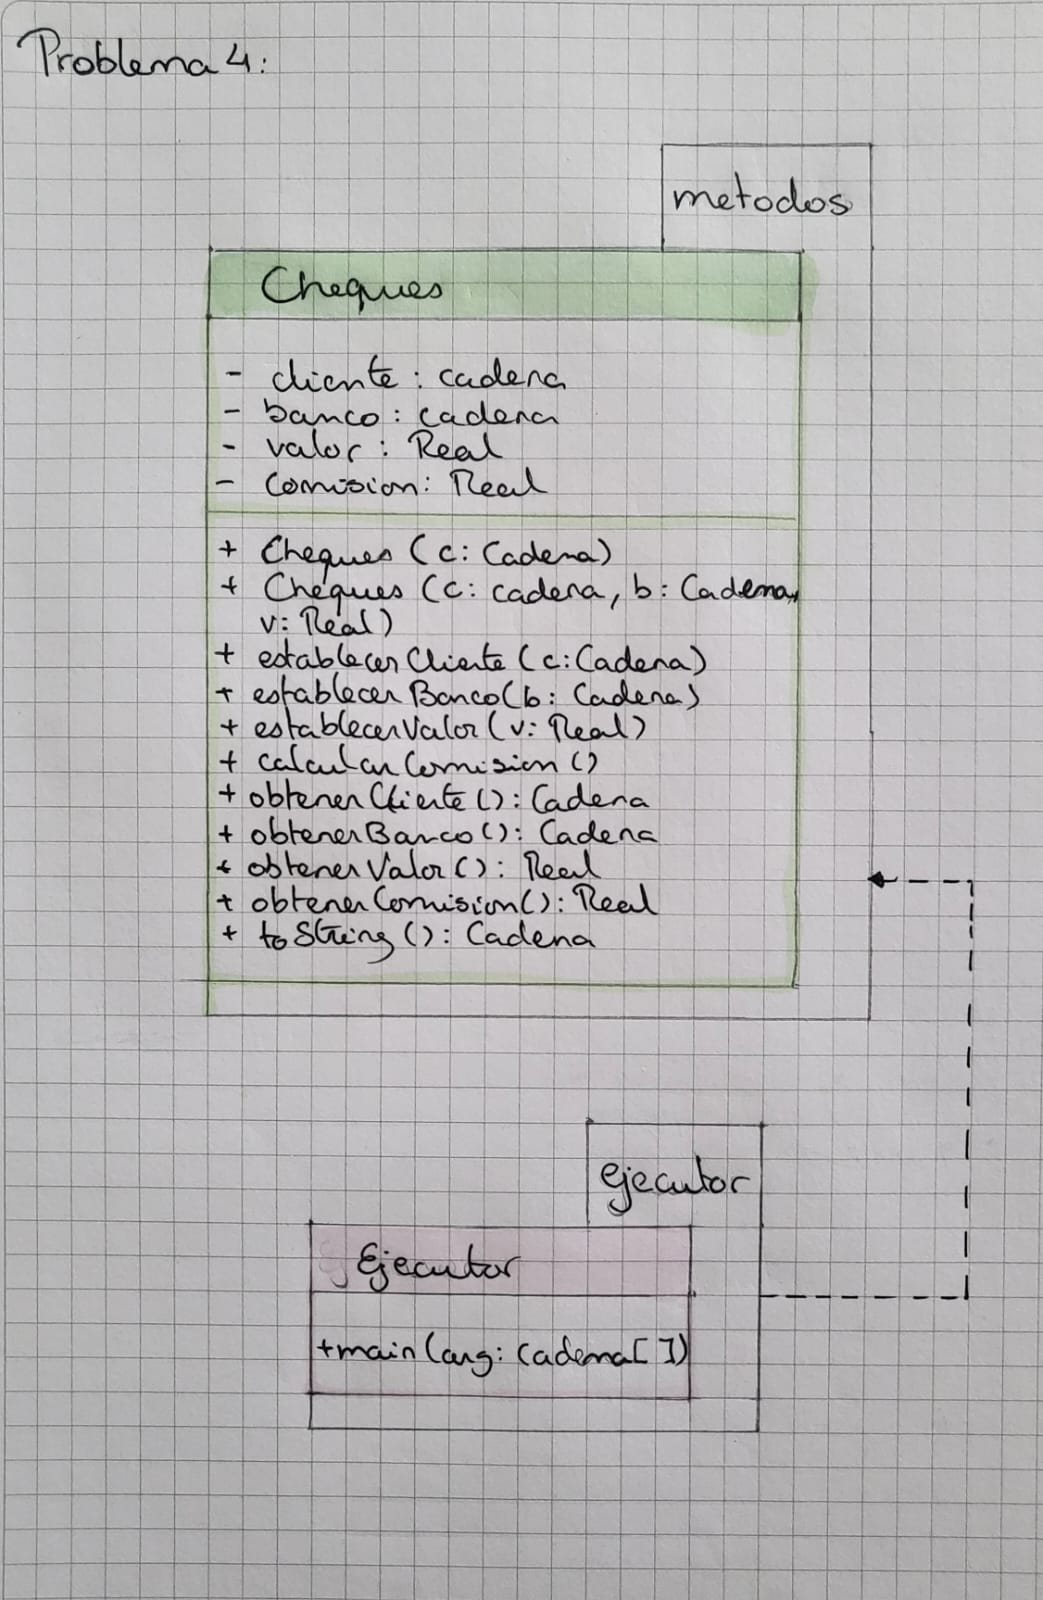 Problema 4:
metodos
Cheques
- cliente : cadena
- banco : cadena
- valor : Real
- Comision : Real
+ Cheques ( c : Cadena)
+ Cheques (c : cadena, b : Cadena,
v : Real)
+ establecerCliente ( c : Cadena)
+ establecerBanco(b : Cadena)
+ establecerValor ( v : Real)
+ calcularComision ()
+ obtenerCliente () : Cadena
+ obtenerBanco () : Cadena
+ obtenerValor () : Real
+ obtenerComision() : Real
+ toString () : Cadena
ejecutor
Ejecutor
+main (arg : Cadena[ ])